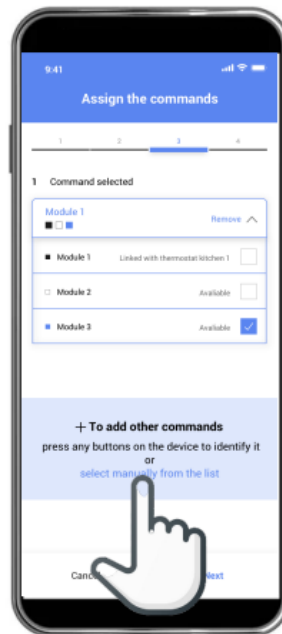 9:41
Assign the commands
1 2 3 4
1 Command selected
Module 1
Remove
Module 1 Linked with thermostat kitchen 1
Module 2 Avaliable
Module 3 Avaliable
+ To add other commands
press any buttons on the device to identify it
or
select manually from the list
Next